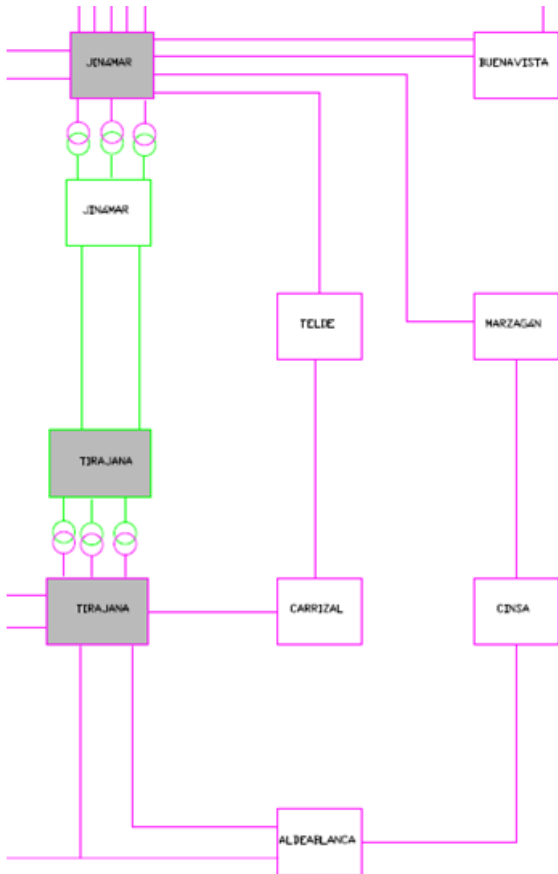 JINAMAR
BUENAVISTA
JINAMAR
TELDE
MARZAGAN
TIRAJANA
TIRAJANA
CARRIZAL
CINSA
ALDEABLANCA